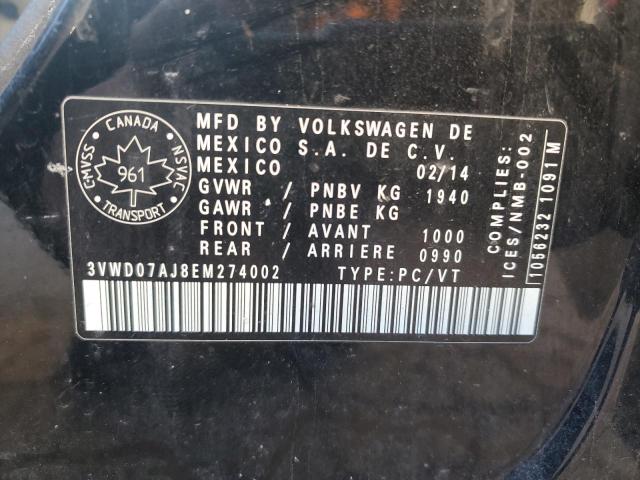 CANADA
CMVSS
NSVAC
961
TRANSPORT
MFD BY VOLKSWAGEN DE
MEXICO S.A. DE C.V.
MEXICO 02/14
GVWR / PNBV KG 1940
GAWR / PNBE KG
FRONT / AVANT 1000
REAR / ARRIERE 0990
3VWD07AJ8EM274002 TYPE:PC/VT
COMPLIES:
ICES/NMB-002
1056232 1091 M